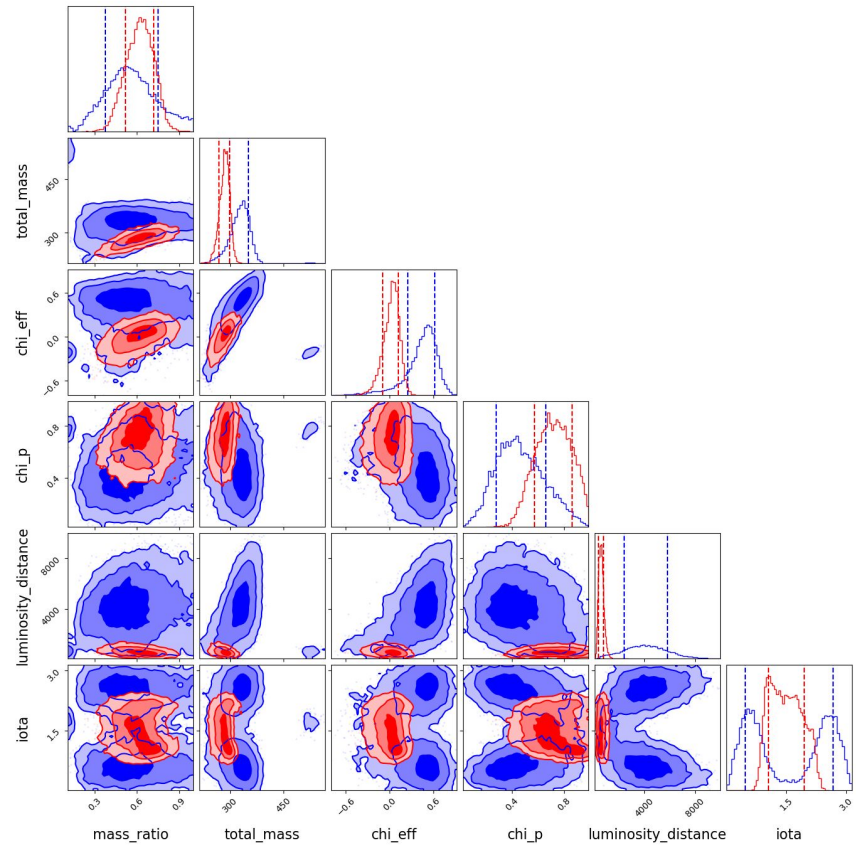 total_mass
450
300
chi_eff
0.6
0.0
−0.6
chi_p
0.8
0.4
luminosity_distance
8000
4000
iota
3.0
1.5
0.3 0.6 0.9 300 450 −0.6 0.0 0.6 0.4 0.8 4000 8000 1.5 3.0
mass_ratio total_mass chi_eff chi_p luminosity_distance iota